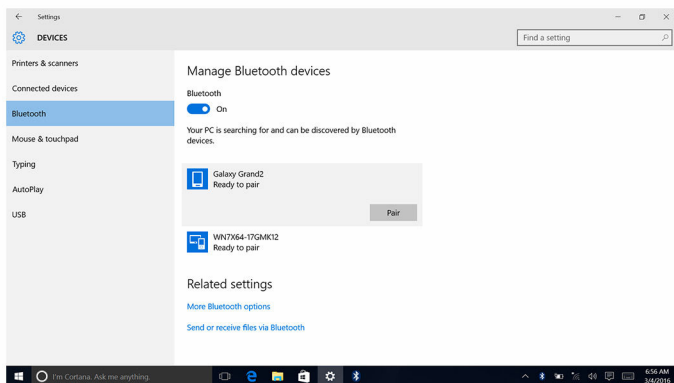 Settings
DEVICES
Find a setting
Printers & scanners
Connected devices
Bluetooth
Mouse & touchpad
Typing
AutoPlay
USB
Manage Bluetooth devices
Bluetooth
On
Your PC is searching for and can be discovered by Bluetooth
devices.
Galaxy Grand2
Ready to pair
Pair
WN7X64-17GMK12
Ready to pair
Related settings
More Bluetooth options
Send or receive files via Bluetooth
I'm Cortana. Ask me anything.
6:56 AM
3/4/2016